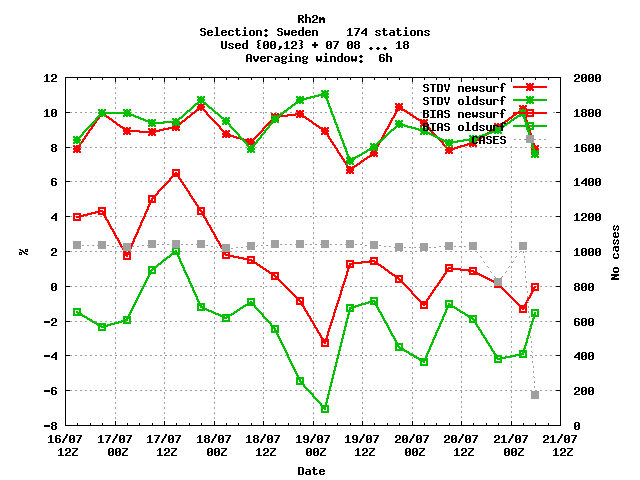 Rh2m
Selection: Sweden    174 stations
Used {00,12} + 07 08 ... 18
Averaging window:  6h
STDV newsurf
STDV oldsurf
BIAS newsurf
BIAS oldsurf
CASES
12
10
8
6
4
2
0
-2
-4
-6
-8
%
2000
1800
1600
1400
1200
1000
800
600
400
200
0
No cases
16/07 17/07 17/07 18/07 18/07 19/07 19/07 20/07 20/07 21/07 21/07
12Z 00Z 12Z 00Z 12Z 00Z 12Z 00Z 12Z 00Z 12Z
Date